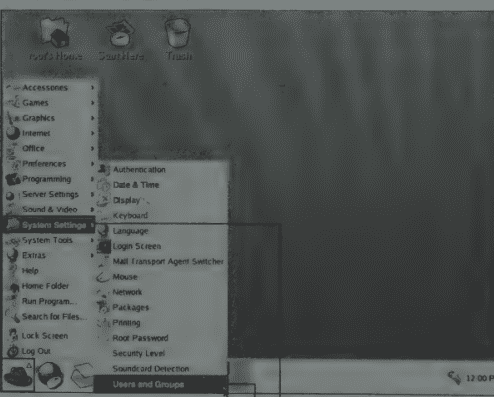 root's Home
Start Here
Trash
Accessories
Games
Graphics
Internet
Office
Preferences
Programming
Server Settings
Sound & Video
System Settings
System Tools
Extras
Help
Home Folder
Run Program...
Search for Files...
Lock Screen
Log Out
Authentication
Date & Time
Display
Keyboard
Language
Login Screen
Mail Transport Agent Switcher
Mouse
Network
Packages
Printing
Root Password
Security Level
Soundcard Detection
Users and Groups
12:00 P